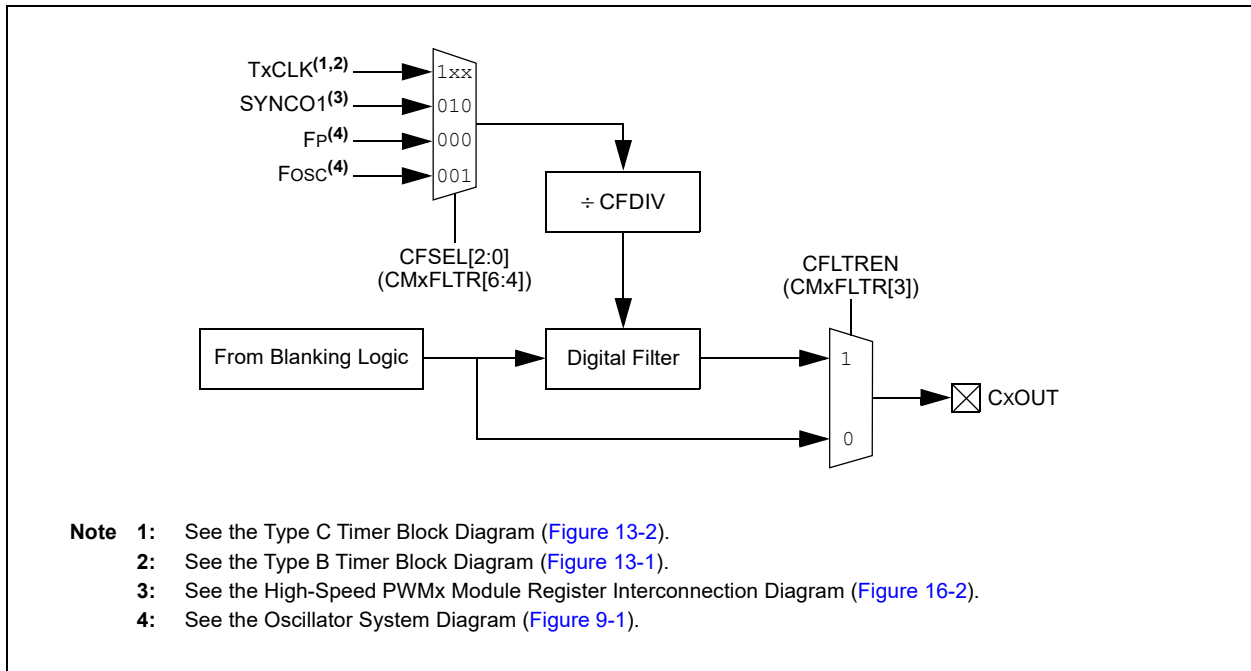 TxCLK(1,2)
1xx
SYNCO1(3)
010
FP(4)
000
FOSC(4)
001
÷ CFDIV
CFSEL[2:0]
(CMxFLTR[6:4])
CFLTREN
(CMxFLTR[3])
From Blanking Logic
Digital Filter
1
CxOUT
0
Note 1: See the Type C Timer Block Diagram (Figure 13-2).
2: See the Type B Timer Block Diagram (Figure 13-1).
3: See the High-Speed PWMx Module Register Interconnection Diagram (Figure 16-2).
4: See the Oscillator System Diagram (Figure 9-1).